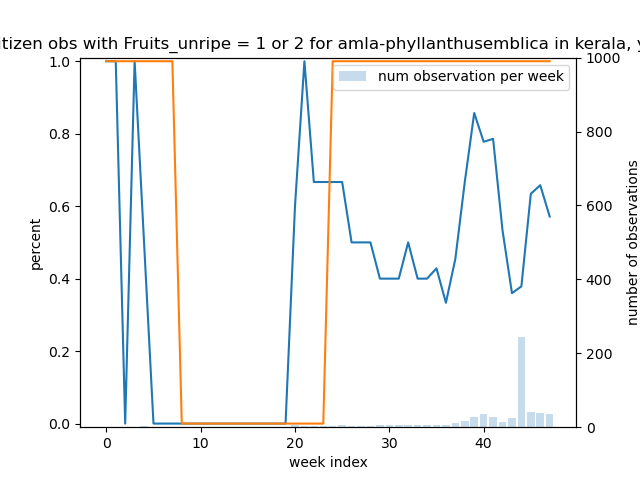 tizen obs with Fruits_unripe = 1 or 2 for amla-phyllanthusemblica in kerala, y
num observation per week
percent
1.0
0.8
0.6
0.4
0.2
0.0
1000
800
600
400
200
0
number of observations
0 10 20 30 40
week index